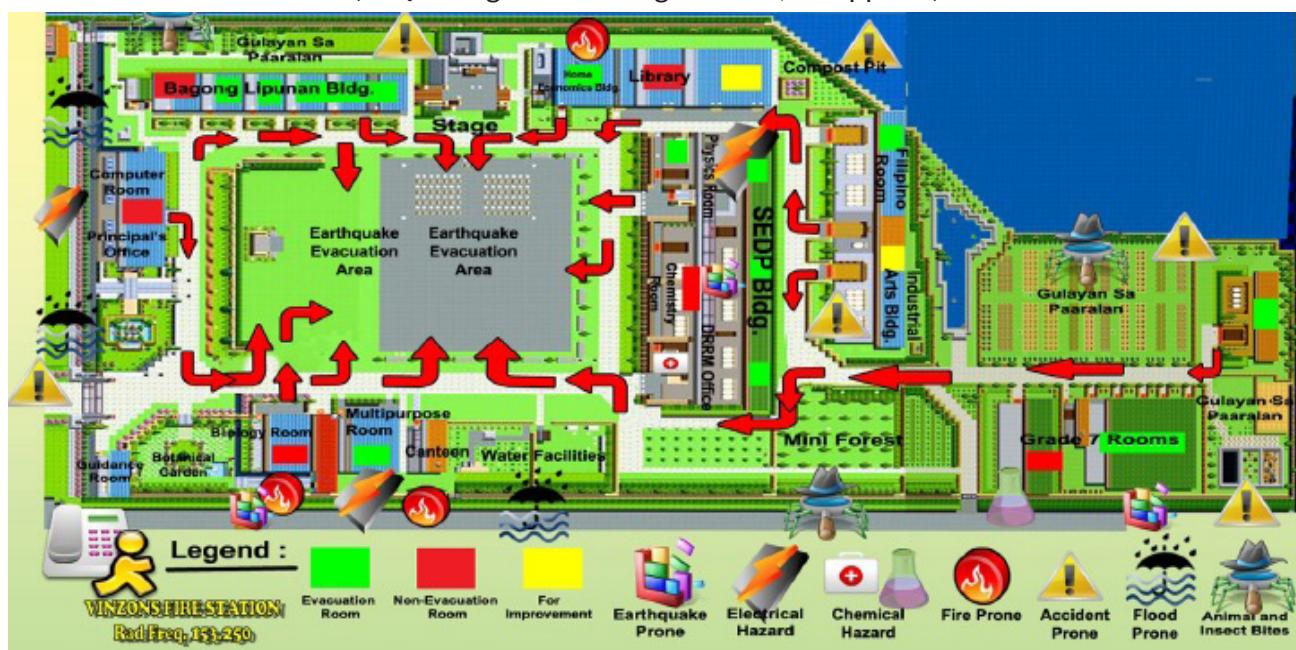 Gulayan Sa
Paaralan
Bagong Lipunan Bldg.
Stage
Home
Economics Bldg.
Library
Compost Pit
Computer
Room
Principal's
Office
Earthquake
Evacuation
Area
Earthquake
Evacuation
Area
Physics Room
Chemistry
Room
DRRM Office
SEDP Bldg.
Filipino
Room
Industrial
Arts Bldg.
Gulayan Sa
Paaralan
Gulayan Sa
Paaralan
Grade 7 Rooms
Mini Forest
Biology Room
Multipurpose
Room
Canteen
Water Facilities
Botanical
Garden
Guidance
Room
Legend :
VINZONS FIRE STATION
Rad Freq. 153.250
Evacuation
Room
Non-Evacuation
Room
For
Improvement
Earthquake
Prone
Electrical
Hazard
Chemical
Hazard
Fire Prone
Accident
Prone
Flood
Prone
Animal and
Insect Bites